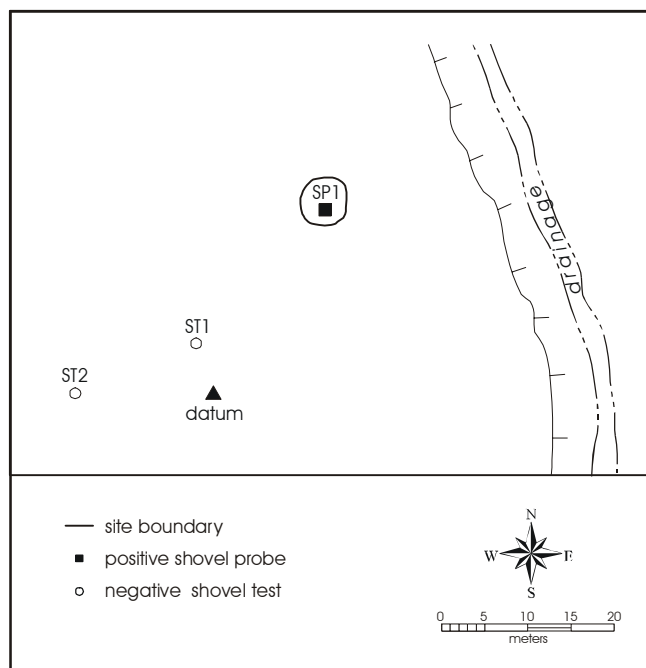 SP1
drainage
ST1
ST2
datum
site boundary
positive shovel probe
negative shovel test
N
W E
S
0 5 10 15 20
meters